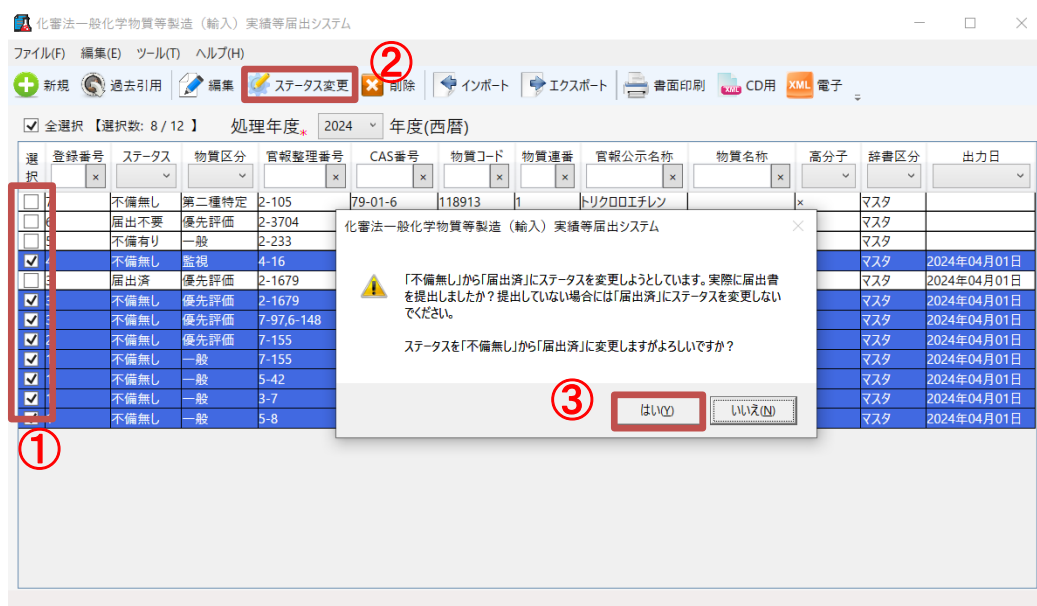 化審法一般化学物質等製造（輸入）実績等届出システム
ファイル(F) 編集(E) ツール(T) ヘルプ(H)
②
新規 過去引用 編集 ステータス変更 削除 インポート エクスポート 書面印刷 XML CD用 XML 電子
全選択 【選択数: 8 / 12 】 処理年度* 2024 年度(西暦)
選択 登録番号 ステータス 物質区分 官報整理番号 CAS番号 物質コード 物質連番 官報公示名称 物質名称 高分子 辞書区分 出力日
不備無し 第二種特定 2-105 79-01-6 118913 1 トリクロロエチレン × マスタ
届出不要 優先評価 2-3704 マスタ
不備有り 一般 2-233 マスタ
不備無し 監視 4-16 マスタ 2024年04月01日
届出済 優先評価 2-1679 マスタ 2024年04月01日
不備無し 優先評価 2-1679 マスタ 2024年04月01日
不備無し 優先評価 7-97,6-148 マスタ 2024年04月01日
不備無し 優先評価 7-155 マスタ 2024年04月01日
不備無し 一般 7-155 マスタ 2024年04月01日
不備無し 一般 5-42 マスタ 2024年04月01日
不備無し 一般 3-7 マスタ 2024年04月01日
不備無し 一般 5-8 マスタ 2024年04月01日
①
化審法一般化学物質等製造（輸入）実績等届出システム
「不備無し」から「届出済」にステータスを変更しようとしています。実際に届出書
を提出しましたか？提出していない場合には「届出済」にステータスを変更しない
でください。
ステータスを「不備無し」から「届出済」に変更しますがよろしいですか？
③
はい(Y) いいえ(N)